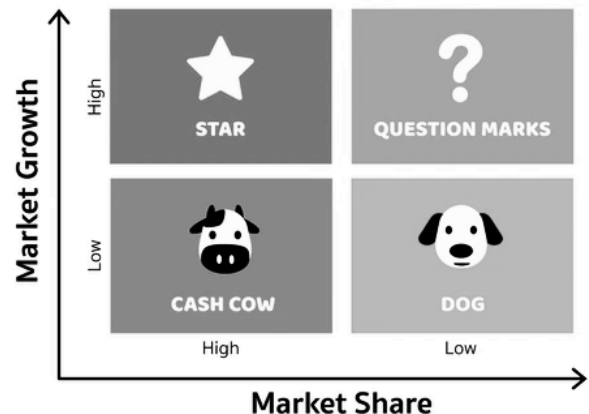 Market Growth
High
STAR
QUESTION MARKS
Low
CASH COW
DOG
High
Low
Market Share